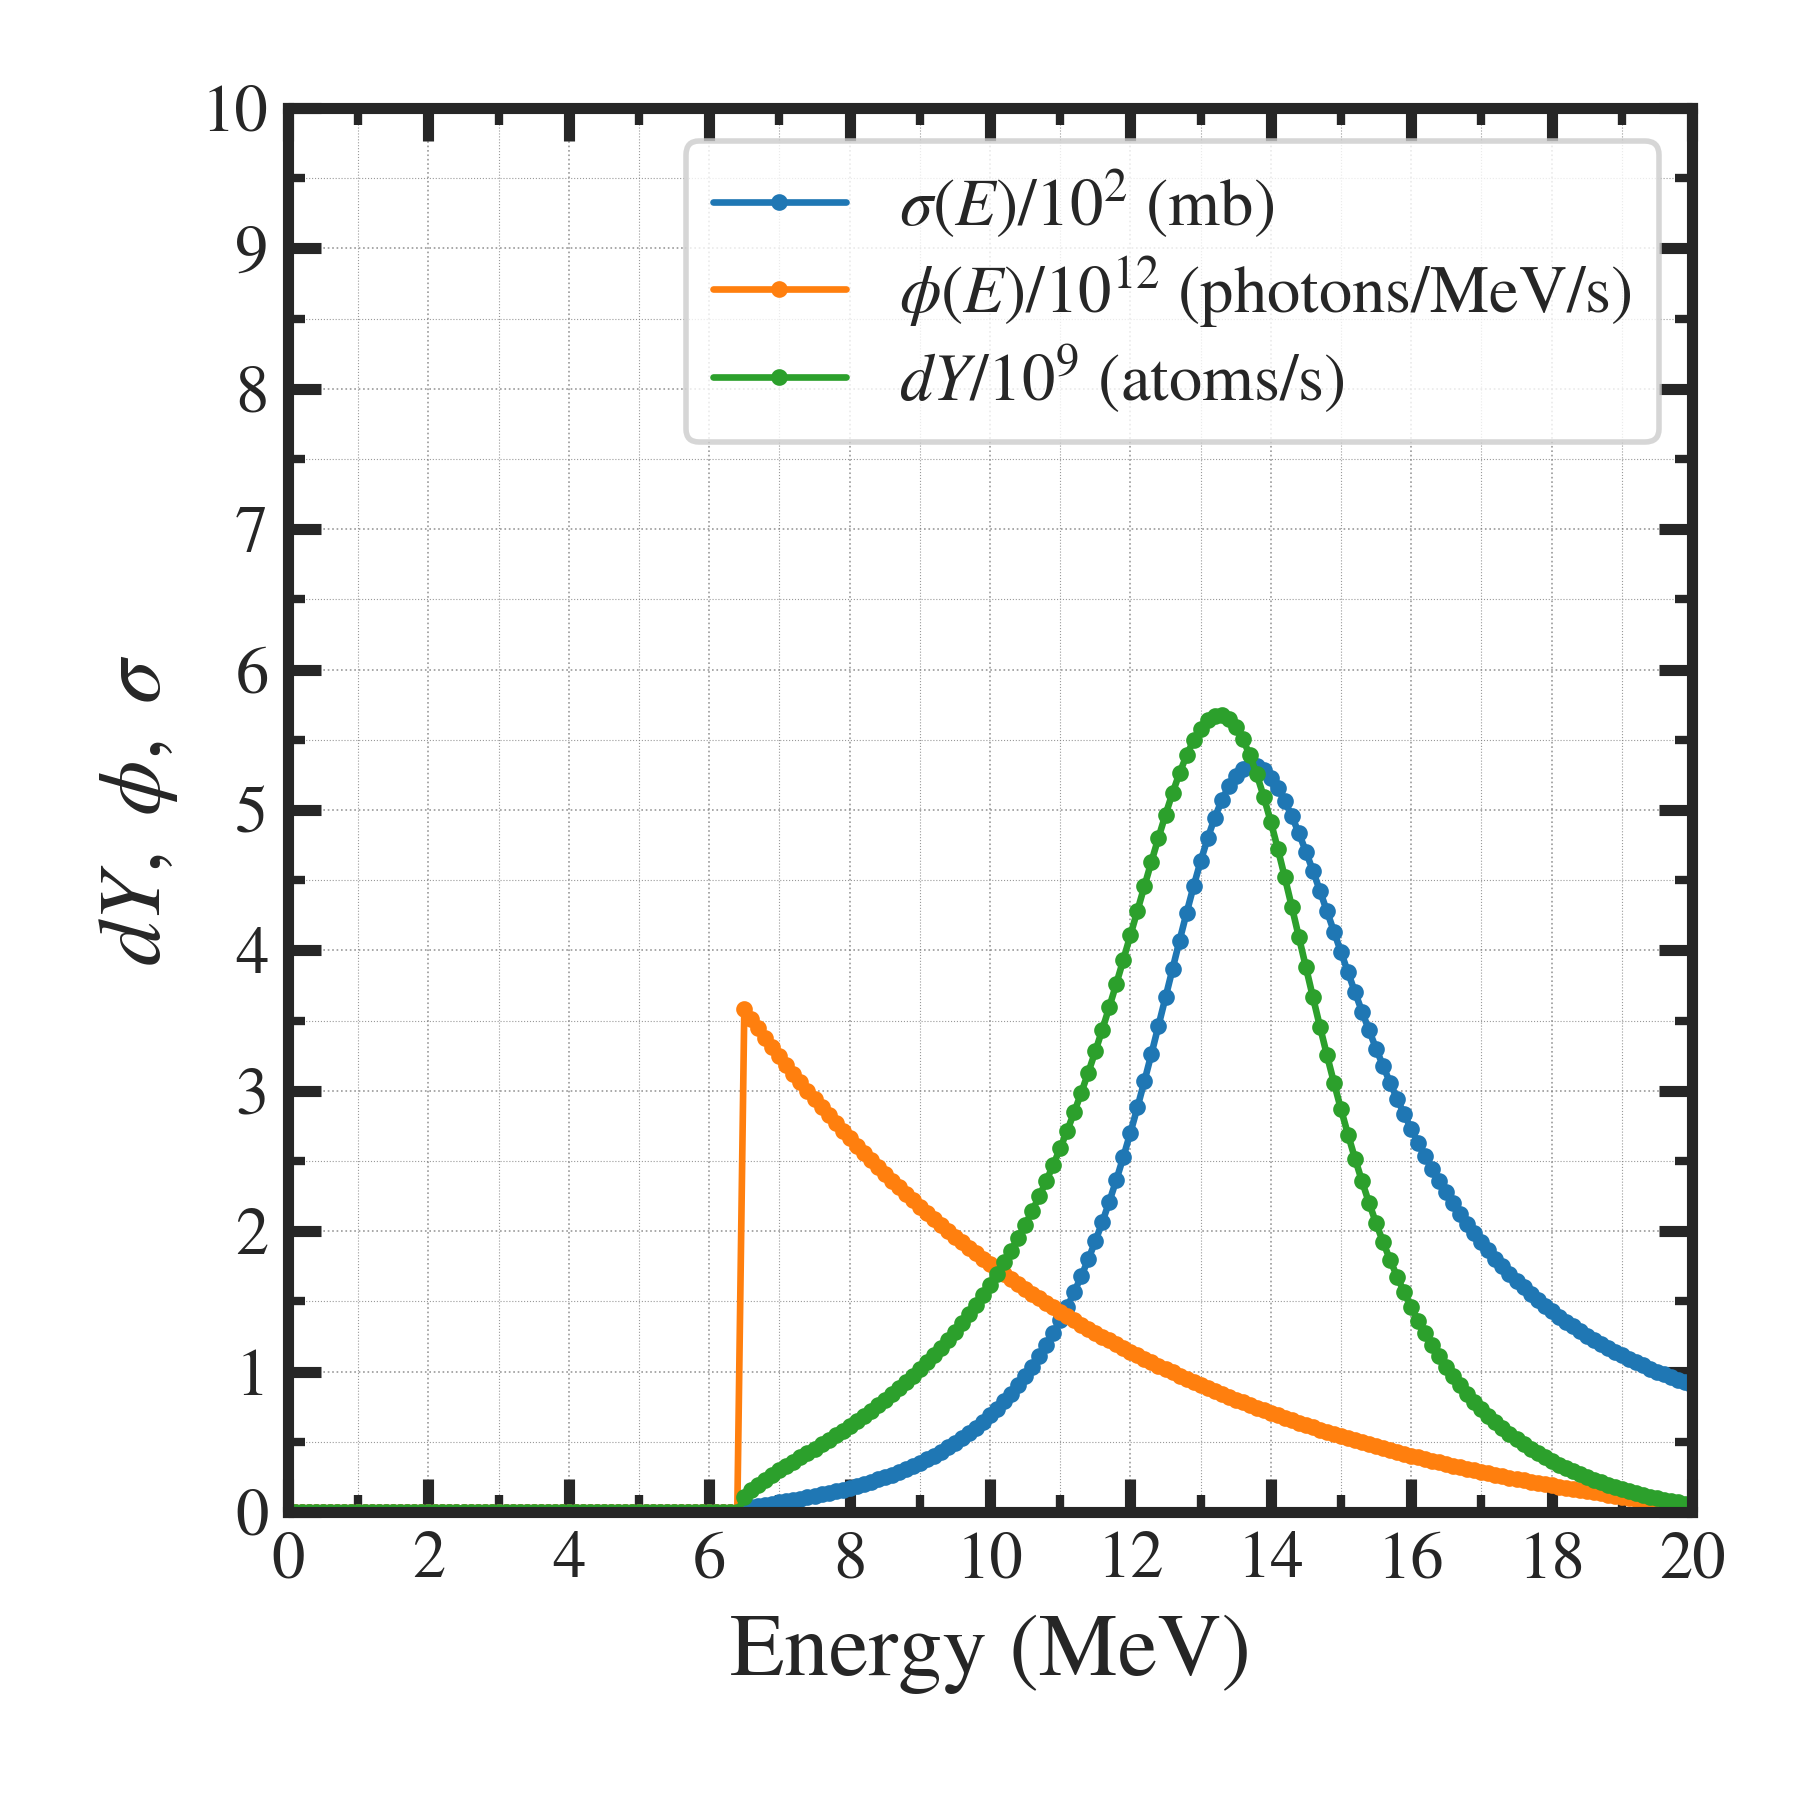 10
9
8
7
6
5
4
3
2
1
0
σ(E)/10² (mb)
ϕ(E)/10¹² (photons/MeV/s)
dY/10⁹ (atoms/s)
dY, ϕ, σ
0 2 4 6 8 10 12 14 16 18 20
Energy (MeV)